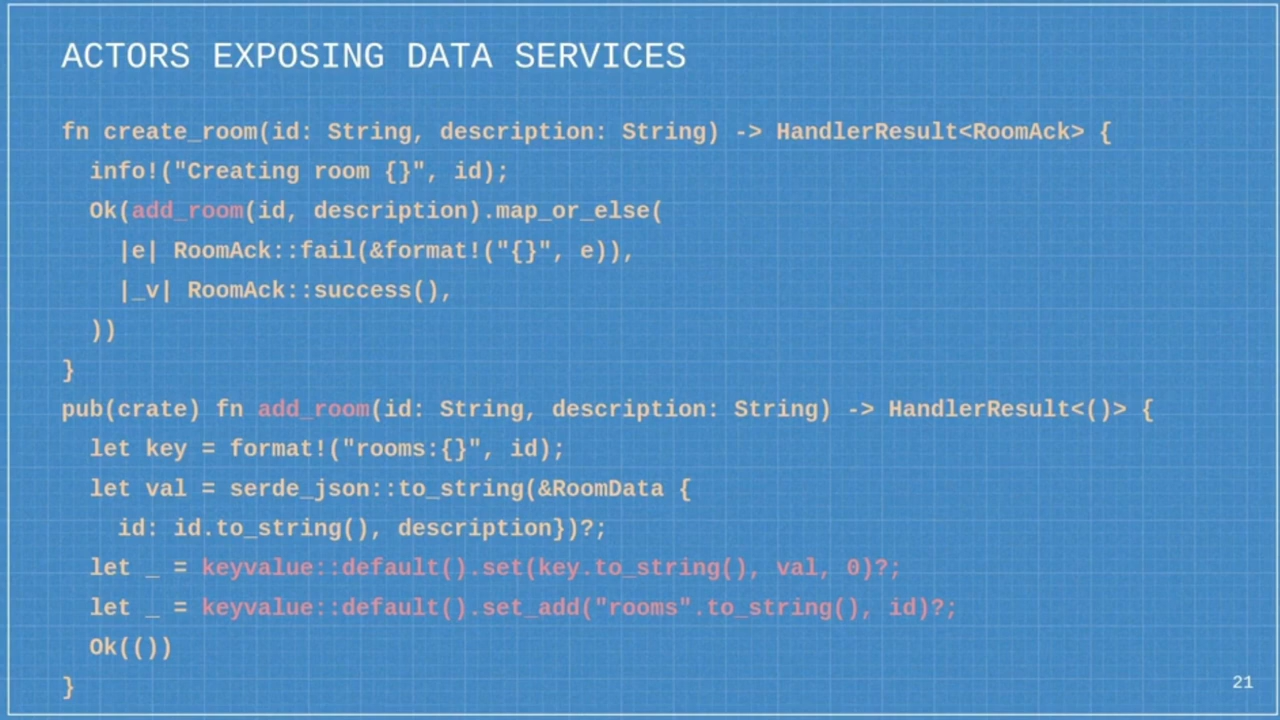 ACTORS EXPOSING DATA SERVICES
fn create_room(id: String, description: String) -> HandlerResult<RoomAck> {
  info!("Creating room {}", id);
  Ok(add_room(id, description).map_or_else(
    |e| RoomAck::fail(&format!("{}", e)),
    |_v| RoomAck::success(),
  ))
}
pub(crate) fn add_room(id: String, description: String) -> HandlerResult<()> {
  let key = format!("rooms:{}", id);
  let val = serde_json::to_string(&RoomData {
    id: id.to_string(), description})?;
  let _ = keyvalue::default().set(key.to_string(), val, 0)?;
  let _ = keyvalue::default().set_add("rooms".to_string(), id)?;
  Ok(())
}
21